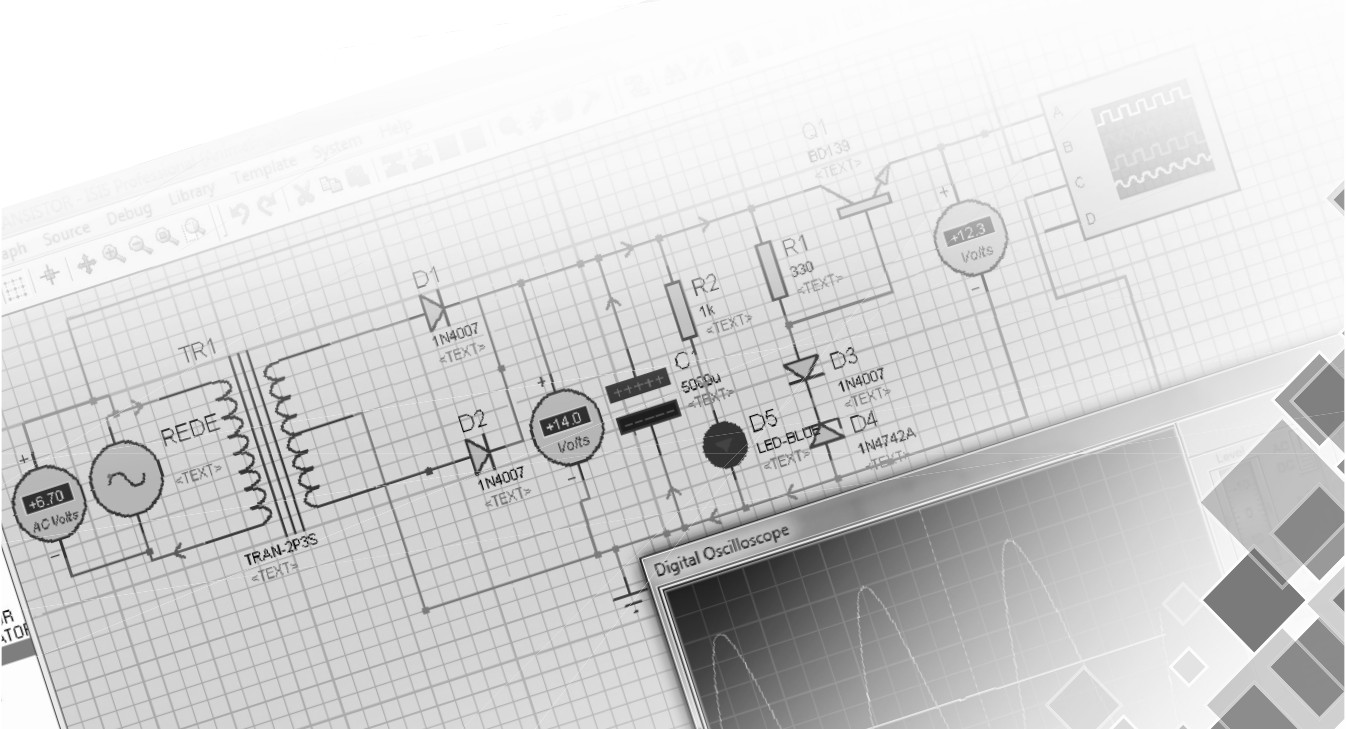 System Help
Library Template
Source Debug
aph
Q1
BD139
<TEXT>
A
B
C
D
+
+12.3
Volts
−
R1
330
<TEXT>
R2
1k
<TEXT>
D1
1N4007
<TEXT>
TR1
REDE
<TEXT>
TRAN-2P3S
<TEXT>
+
+6.70
AC Volts
−
D2
1N4007
<TEXT>
+
+14.0
Volts
−
C1
<TEXT>
D3
1N4007
<TEXT>
D5
LED-BLUE
<TEXT>
D4
1N4742A
<TEXT>
Digital Oscilloscope
R
ATOR